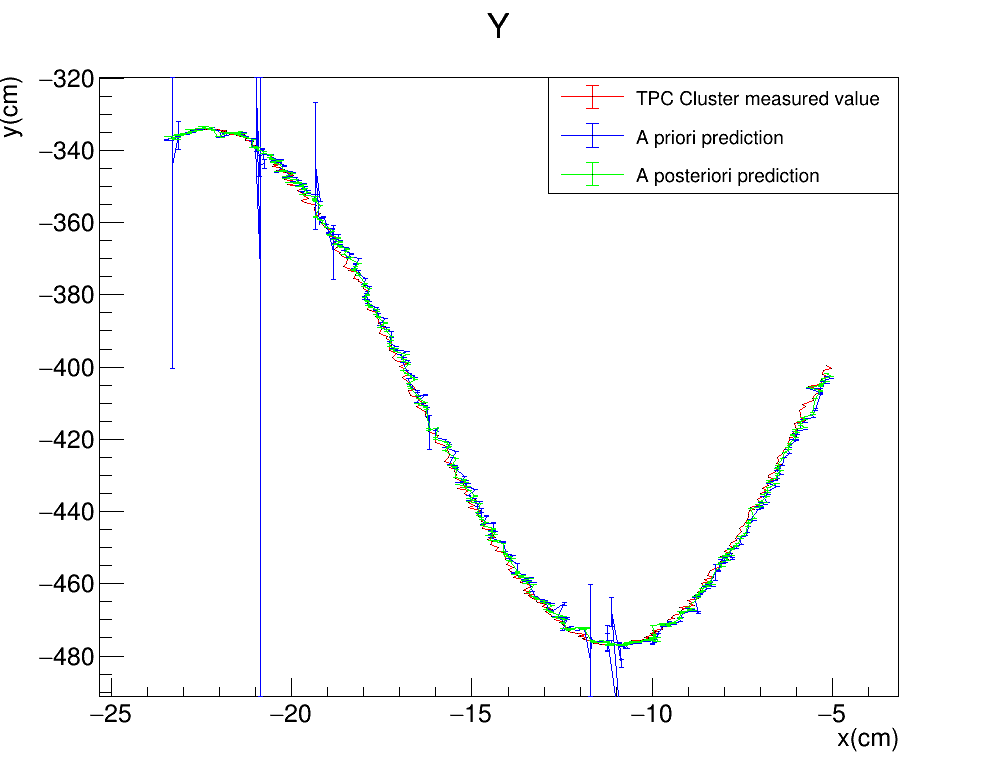 Y
y(cm)
−320
−340
−360
−380
−400
−420
−440
−460
−480
TPC Cluster measured value
A priori prediction
A posteriori prediction
−25
−20
−15
−10
−5
x(cm)